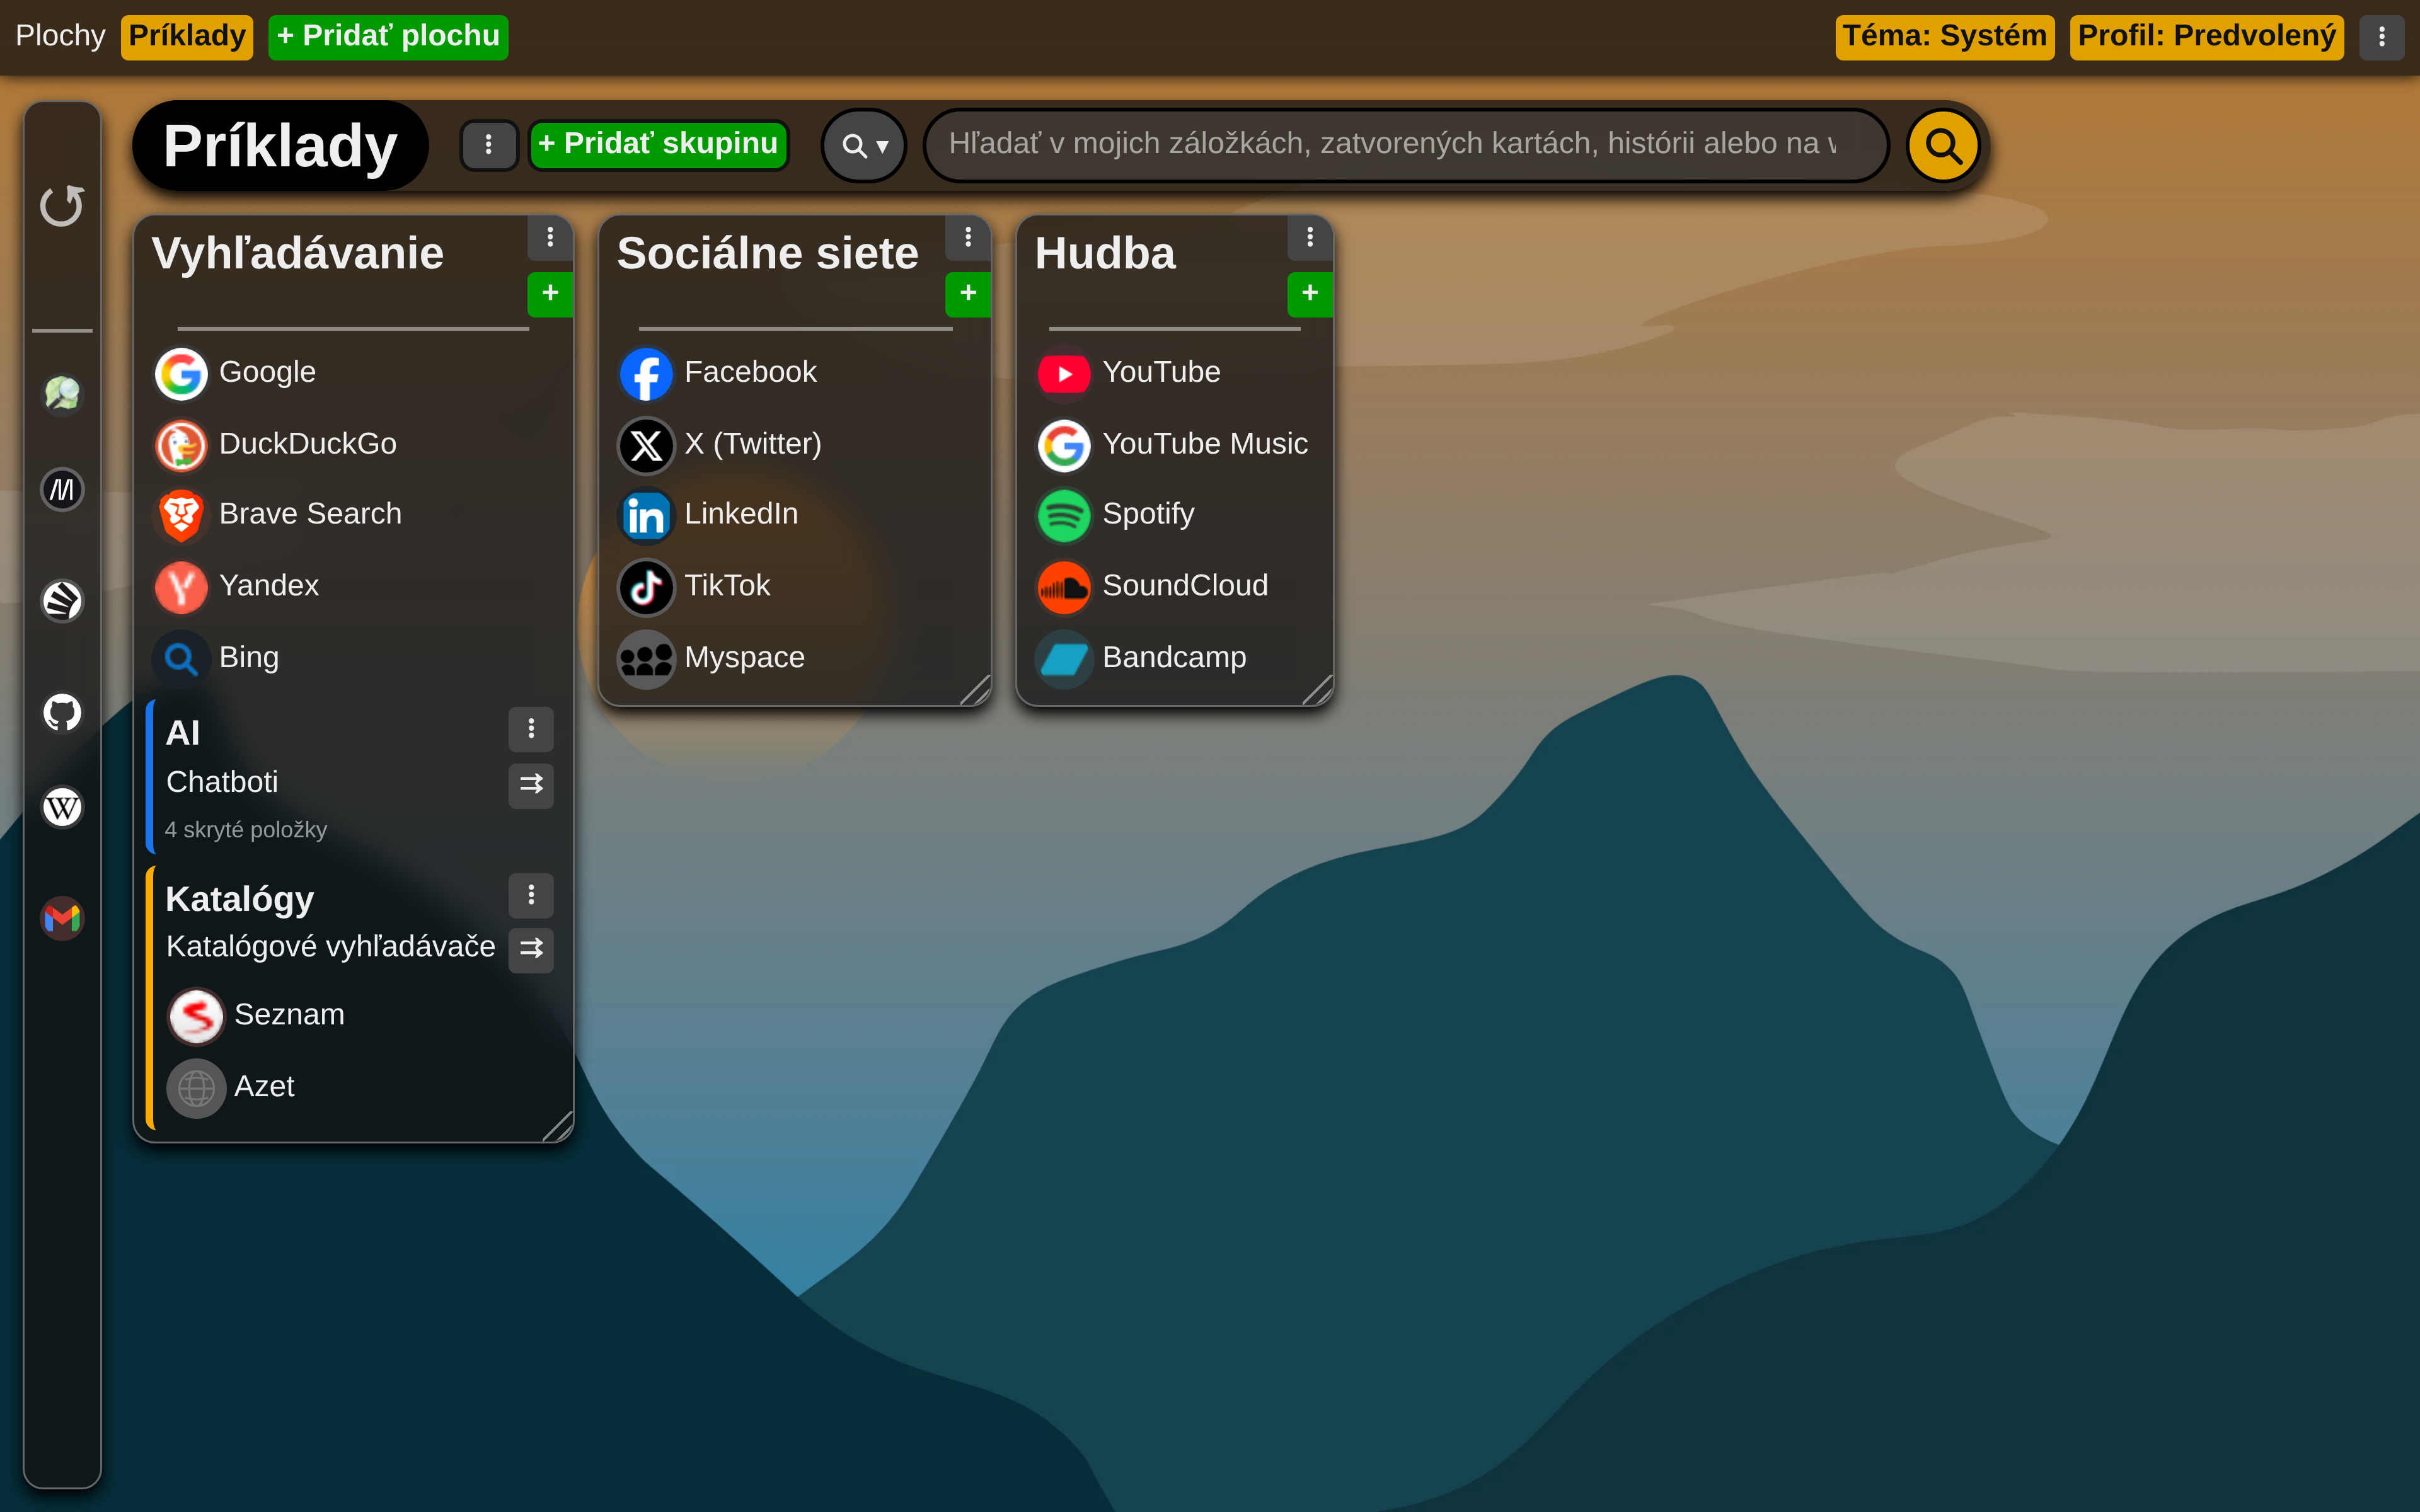 Plochy Príklady + Pridať plochu Téma: Systém Profil: Predvolený
Príklady + Pridať skupinu Hľadať v mojich záložkách, zatvorených kartách, histórii alebo na
Vyhľadávanie
+
Google
DuckDuckGo
Brave Search
Yandex
Bing
AI
Chatboti
4 skryté položky
Katalógy
Katalógové vyhľadávače
Seznam
Azet
Sociálne siete
+
Facebook
X (Twitter)
LinkedIn
TikTok
Myspace
Hudba
+
YouTube
YouTube Music
Spotify
SoundCloud
Bandcamp